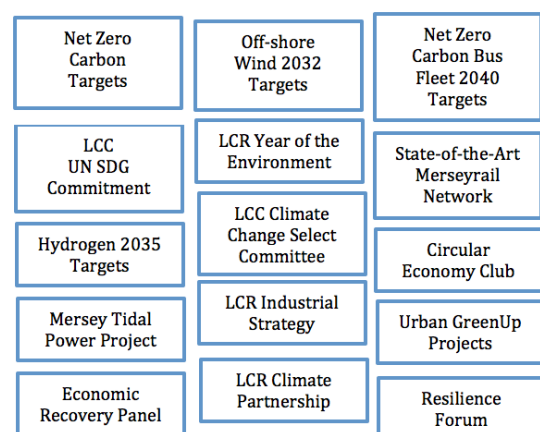 Net Zero
Carbon
Targets
LCC
UN SDG
Commitment
Hydrogen 2035
Targets
Mersey Tidal
Power Project
Economic
Recovery Panel
Off-shore
Wind 2032
Targets
LCR Year of the
Environment
LCC Climate
Change Select
Committee
LCR Industrial
Strategy
LCR Climate
Partnership
Net Zero
Carbon Bus
Fleet 2040
Targets
State-of-the-Art
Merseyrail
Network
Circular
Economy Club
Urban GreenUp
Projects
Resilience
Forum